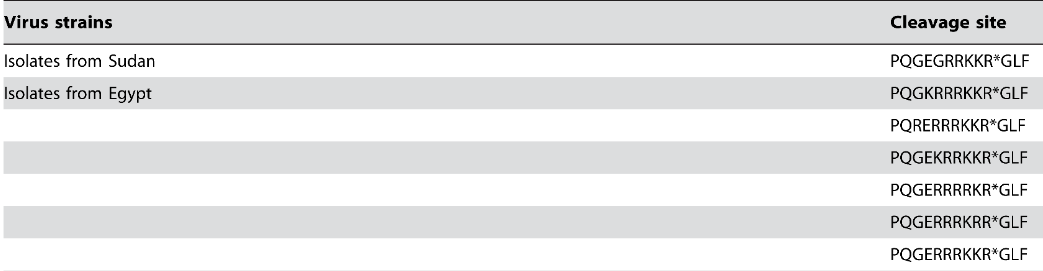 Virus strains Cleavage site
Isolates from Sudan PQGEGRRKKR*GLF
Isolates from Egypt PQGKRRRKKR*GLF
PQRERRRKKR*GLF
PQGEKRRKKR*GLF
PQGERRRRKR*GLF
PQGERRRKRR*GLF
PQGERRRKKR*GLF